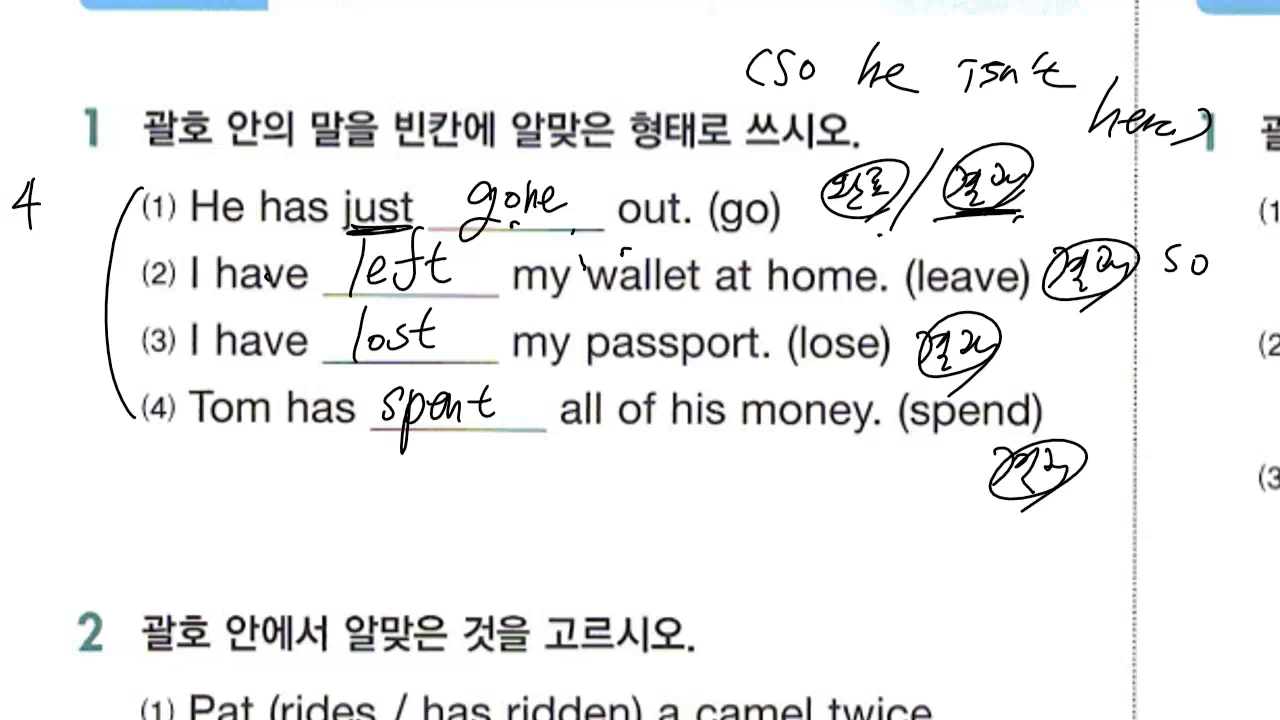 (so he isn't
here)
1 괄호 안의 말을 빈칸에 알맞은 형태로 쓰시오.
4
(1) He has just gone out. (go) 완료 / 결과
(2) I have left my wallet at home. (leave) 결과 so
(3) I have lost my passport. (lose) 결과
(4) Tom has spent all of his money. (spend)
결과
2 괄호 안에서 알맞은 것을 고르시오.
(1) Pat (rides / has ridden) a camel twice
1
(1
(2
(3